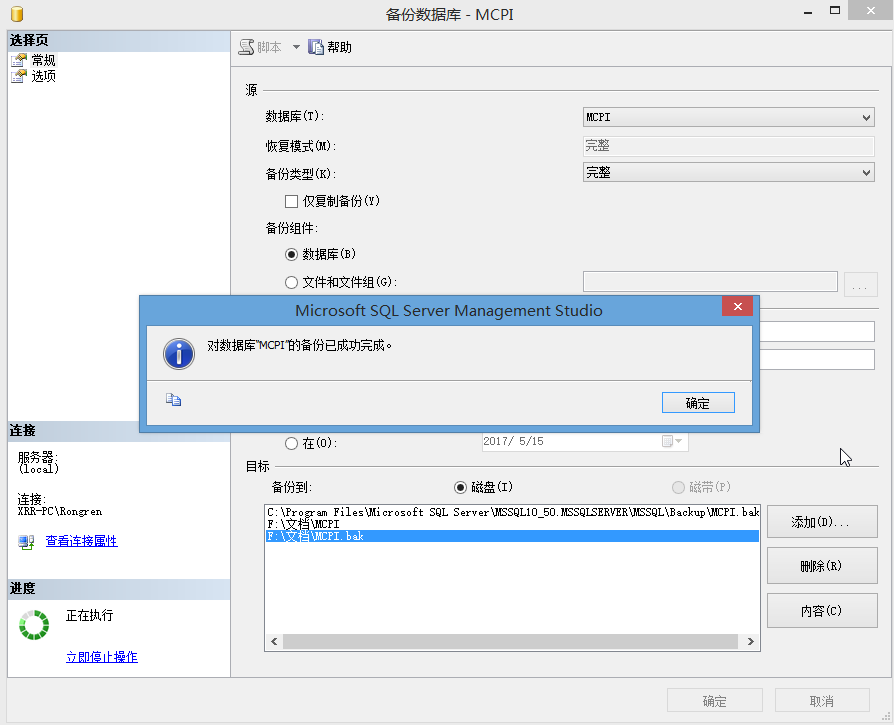 备份数据库 - MCPI
选择页
常规
选项
脚本
帮助
源
数据库(T):
MCPI
恢复模式(M):
完整
备份类型(K):
完整
仅复制备份(Y)
备份组件:
数据库(B)
文件和文件组(G):
...
Microsoft SQL Server Management Studio
对数据库“MCPI”的备份已成功完成。
确定
连接
服务器:
(local)
连接:
XRR-PC\Rongren
查看连接属性
进度
正在执行
立即停止操作
在(O):
2017/ 5/15
目标
备份到:
磁盘(I)
磁带(P)
C:\Program Files\Microsoft SQL Server\MSSQL10_50.MSSQLSERVER\MSSQL\Backup\MCPI.bak
F:\文档\MCPI
F:\文档\MCPI.bak
添加(D)...
删除(R)
内容(C)
确定
取消